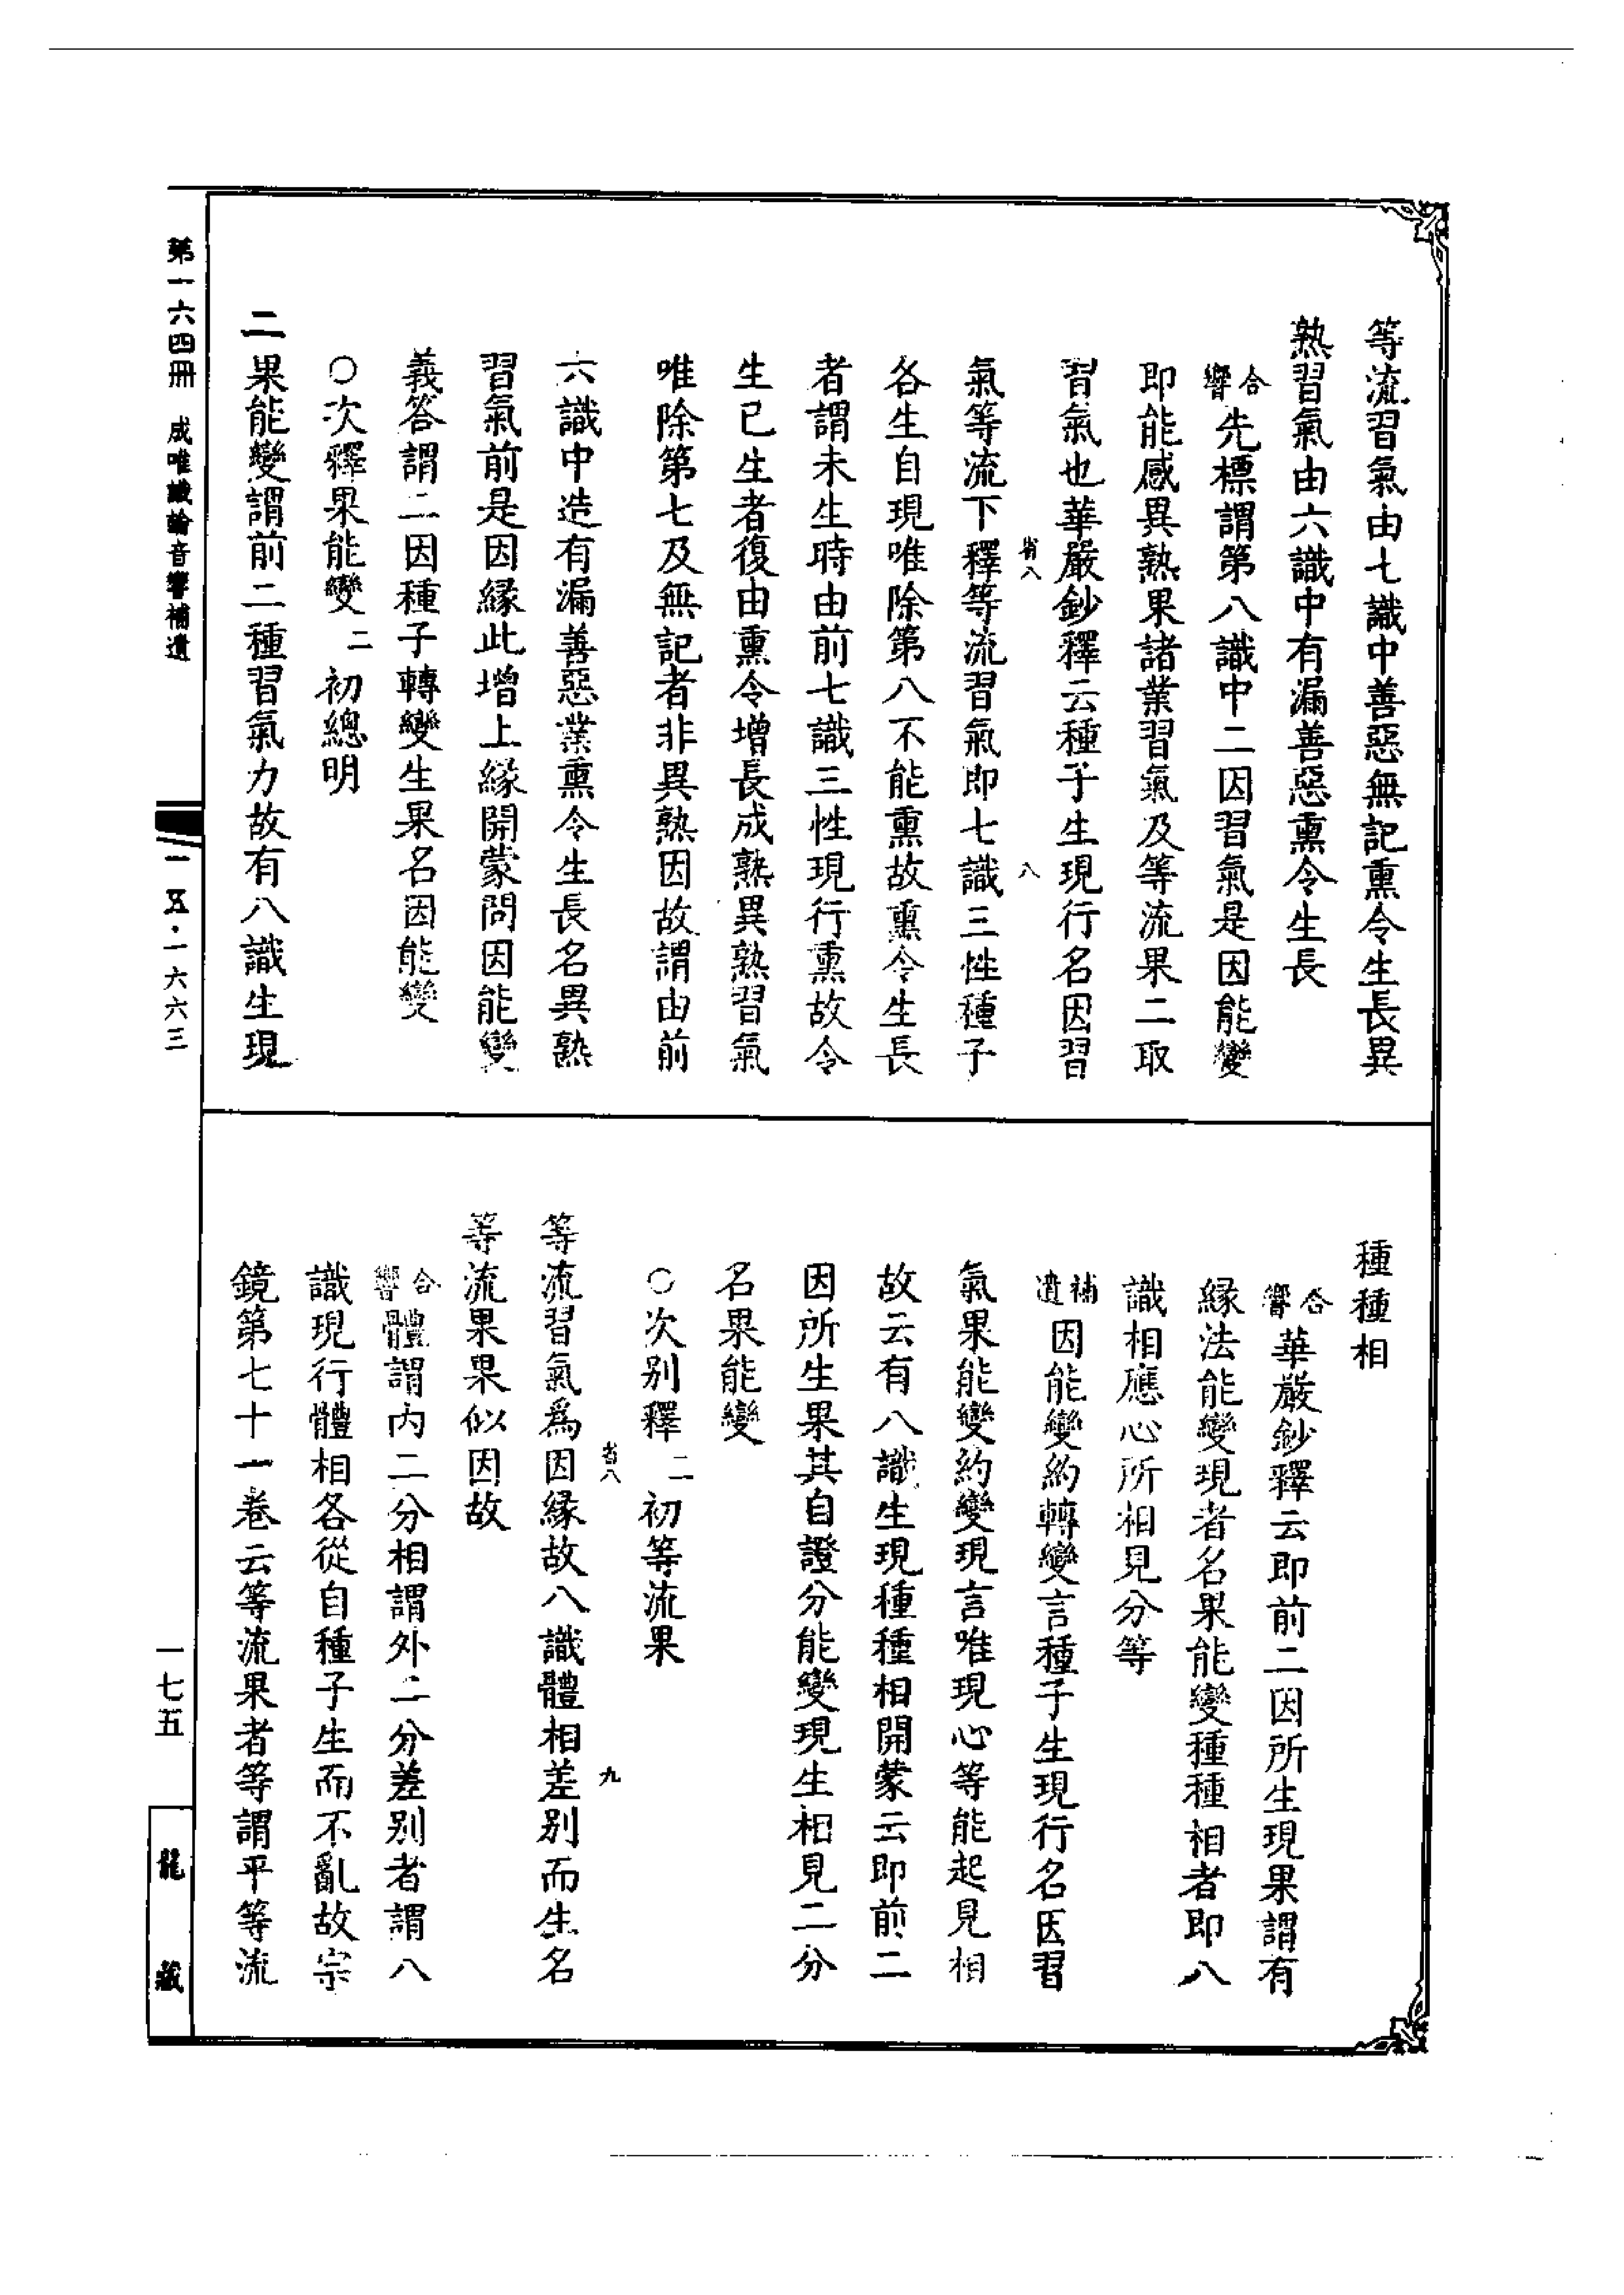 等流習氣由七識中善惡無記熏令生長異
熟習氣由六識中有漏善惡熏令生長
合響先標謂第八識中二因習氣是因能變
即能感異熟果諸業習氣及等流果二取
習氣也華嚴鈔釋云種子生現行名因習
省八 八
氣等流下釋等流習氣即七識三性種子
各生自現唯除第八不能熏故熏令生長
者謂未生時由前七識三性現行熏故令
生已生者復由熏令增長成熟異熟習氣
唯除第七及無記者非異熟因故謂由前
六識中造有漏善惡業熏令生長名異熟
習氣前是因緣此增上緣開蒙問因能變
義答謂二因種子轉變生果名因能變
○次釋果能變二初總明
二果能變謂前二種習氣力故有八識生現
種種相
合響華嚴鈔釋云即前二因所生現果謂有
緣法能變現者名果能變種種相者即八
識相應心所相見分等
補遺因能變約轉變言種子生現行名因習
氣果能變約變現言唯現心等能起見相
故云有八識生現種種相開蒙云即前二
因所生果其自證分能變現生相見二分
名果能變
○次別釋二初等流果
省八 九
等流習氣爲因緣故八識體相差別而生名
等流果果似因故
合響體謂內二分相謂外二分差別者謂八
識現行體相各從自種子生而不亂故宗
鏡第七十一卷云等流果者等謂平等流
第一六四冊 成唯識論音響補遺
一五·一六六三
一七五
龍藏